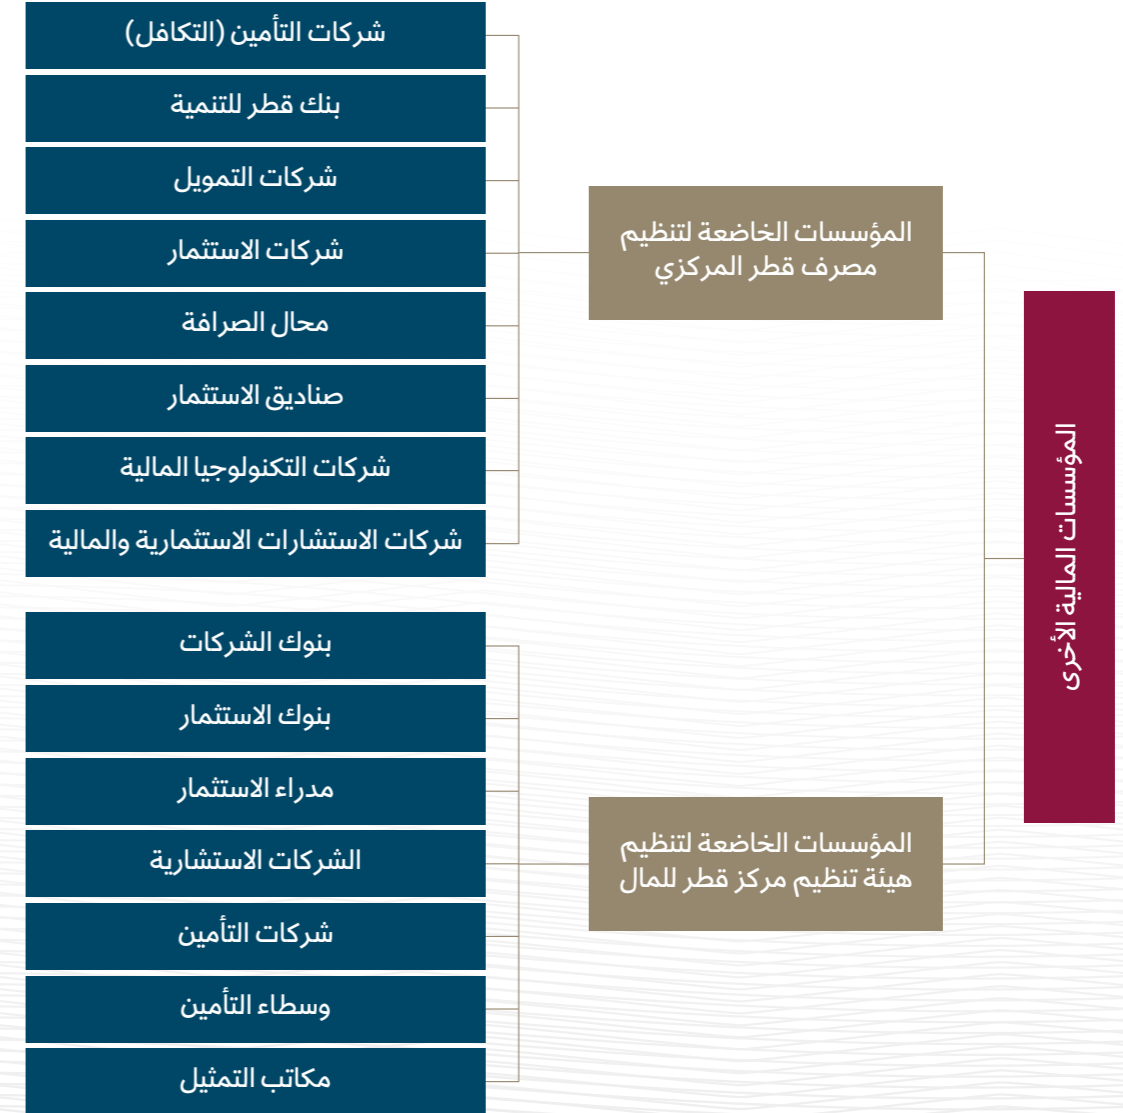 المؤسسات المالية الأخرى
المؤسسات الخاضعة لتنظيم
مصرف قطر المركزي
شركات التأمين (التكافل)
بنك قطر للتنمية
شركات التمويل
شركات الاستثمار
محال الصرافة
صناديق الاستثمار
شركات التكنولوجيا المالية
شركات الاستشارات الاستثمارية والمالية
المؤسسات الخاضعة لتنظيم
هيئة تنظيم مركز قطر للمال
بنوك الشركات
بنوك الاستثمار
مدراء الاستثمار
الشركات الاستشارية
شركات التأمين
وسطاء التأمين
مكاتب التمثيل